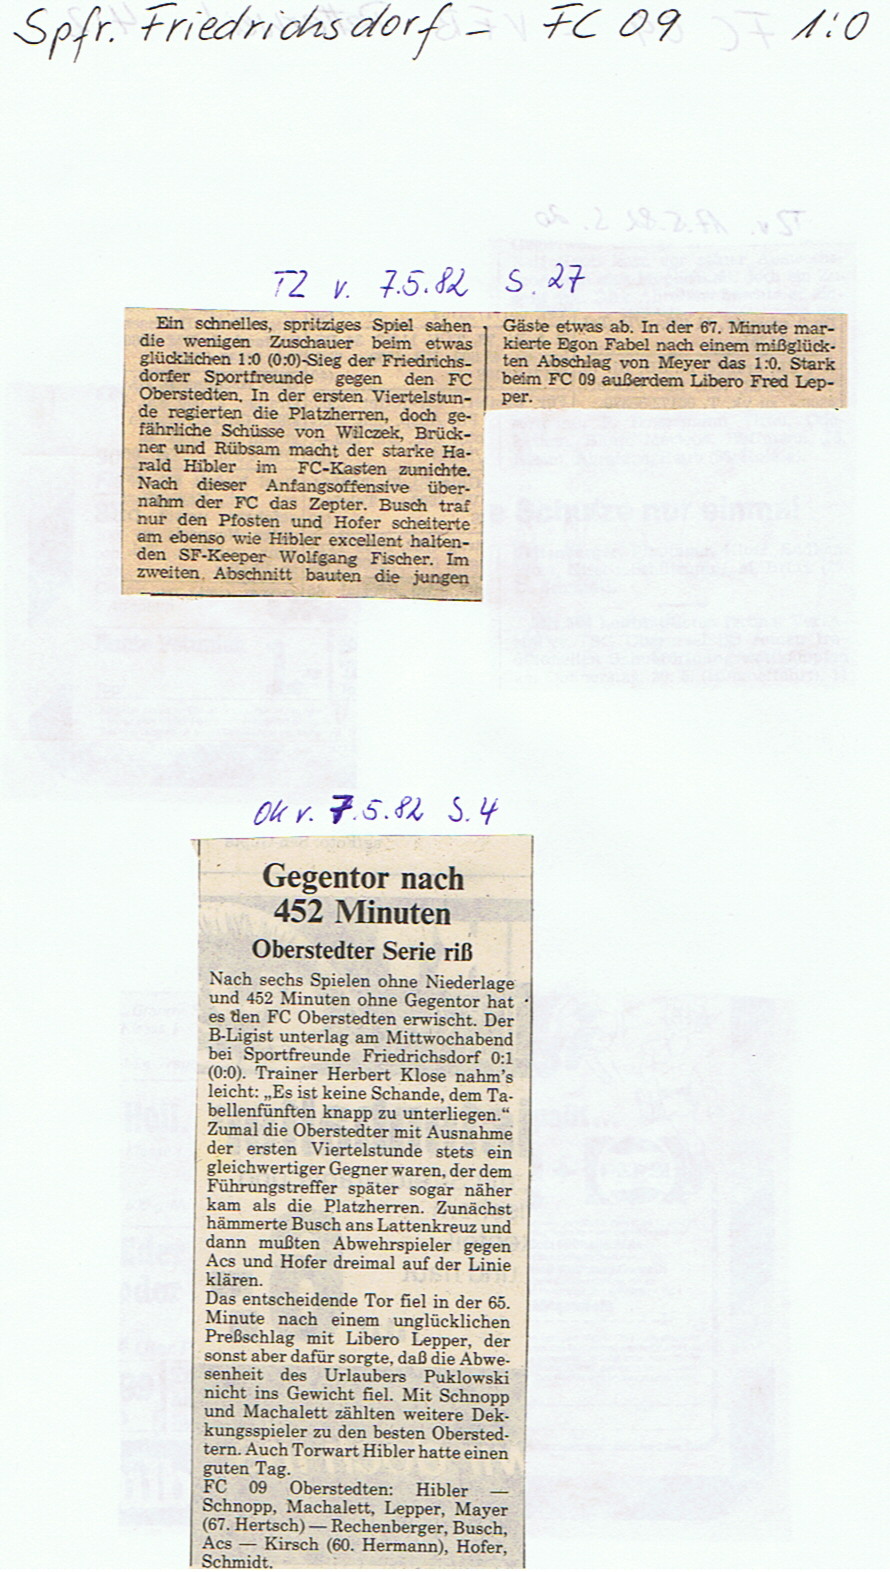 Spfr. Friedrichsdorf – FC 09 1:0
TZ v. 7.5.82 S. 27
Ein schnelles, spritziges Spiel sahen
die wenigen Zuschauer beim etwas
glücklichen 1:0 (0:0)-Sieg der Friedrichs-
dorfer Sportfreunde gegen den FC
Oberstedten. In der ersten Viertelstun-
de regierten die Platzherren, doch ge-
fährliche Schüsse von Wilczek, Brück-
ner und Rübsam macht der starke Ha-
rald Hibler im FC-Kasten zunichte.
Nach dieser Anfangsoffensive über-
nahm der FC das Zepter. Busch traf
nur den Pfosten und Hofer scheiterte
am ebenso wie Hibler excellent halten-
den SF-Keeper Wolfgang Fischer. Im
zweiten Abschnitt bauten die jungen
Gäste etwas ab. In der 67. Minute mar-
kierte Egon Fabel nach einem mißglück-
ten Abschlag von Meyer das 1:0. Stark
beim FC 09 außerdem Libero Fred Lep-
per.
OK v. 7.5.82 S. 4
Gegentor nach
452 Minuten
Oberstedter Serie riß
Nach sechs Spielen ohne Niederlage
und 452 Minuten ohne Gegentor hat
es den FC Oberstedten erwischt. Der
B-Ligist unterlag am Mittwochabend
bei Sportfreunde Friedrichsdorf 0:1
(0:0). Trainer Herbert Klose nahm's
leicht: „Es ist keine Schande, dem Ta-
bellenfünften knapp zu unterliegen.“
Zumal die Oberstedter mit Ausnahme
der ersten Viertelstunde stets ein
gleichwertiger Gegner waren, der dem
Führungstreffer später sogar näher
kam als die Platzherren. Zunächst
hämmerte Busch ans Lattenkreuz und
dann mußten Abwehrspieler gegen
Acs und Hofer dreimal auf der Linie
klären.
Das entscheidende Tor fiel in der 65.
Minute nach einem unglücklichen
Preßschlag mit Libero Lepper, der
sonst aber dafür sorgte, daß die Abwe-
senheit des Urlaubers Puklowski
nicht ins Gewicht fiel. Mit Schnopp
und Machalett zählten weitere Dek-
kungsspieler zu den besten Obersted-
tern. Auch Torwart Hibler hatte einen
guten Tag.
FC 09 Oberstedten: Hibler —
Schnopp, Machalett, Lepper, Mayer
(67. Hertsch) — Rechenberger, Busch,
Acs — Kirsch (60. Hermann), Hofer,
Schmidt.